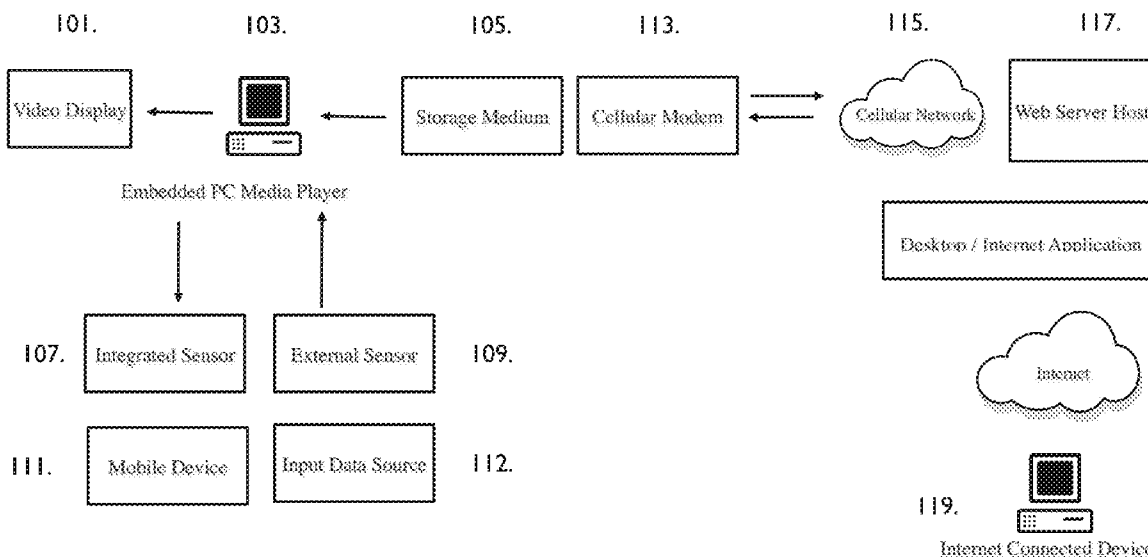 101.
103.
105.
113.
115.
117.
Video Display
Storage Medium
Cellular Modem
Cellular Network
Web Server Host
Embedded PC Media Player
Desktop / Internet Application
107.
Integrated Sensor
External Sensor
109.
Internet
111.
Mobile Device
Input Data Source
112.
119.
Internet Connected Device